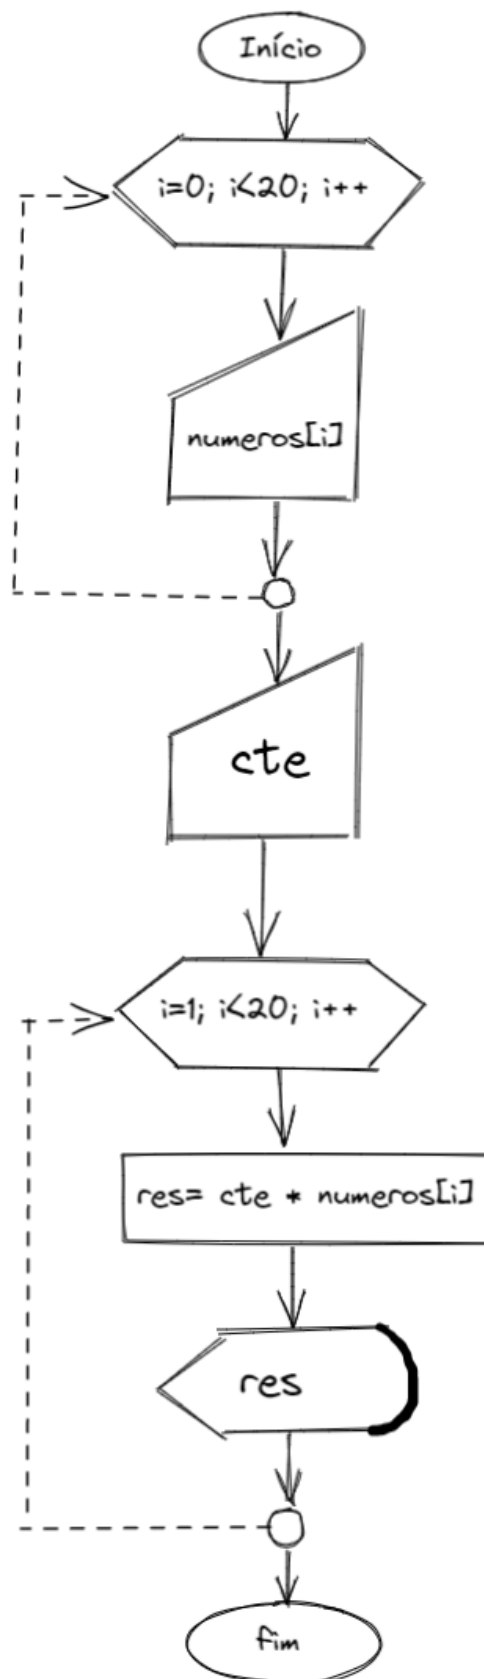 Início
i=0; i<20; i++
numeros[i]
cte
i=1; i<20; i++
res= cte * numeros[i]
res
fim